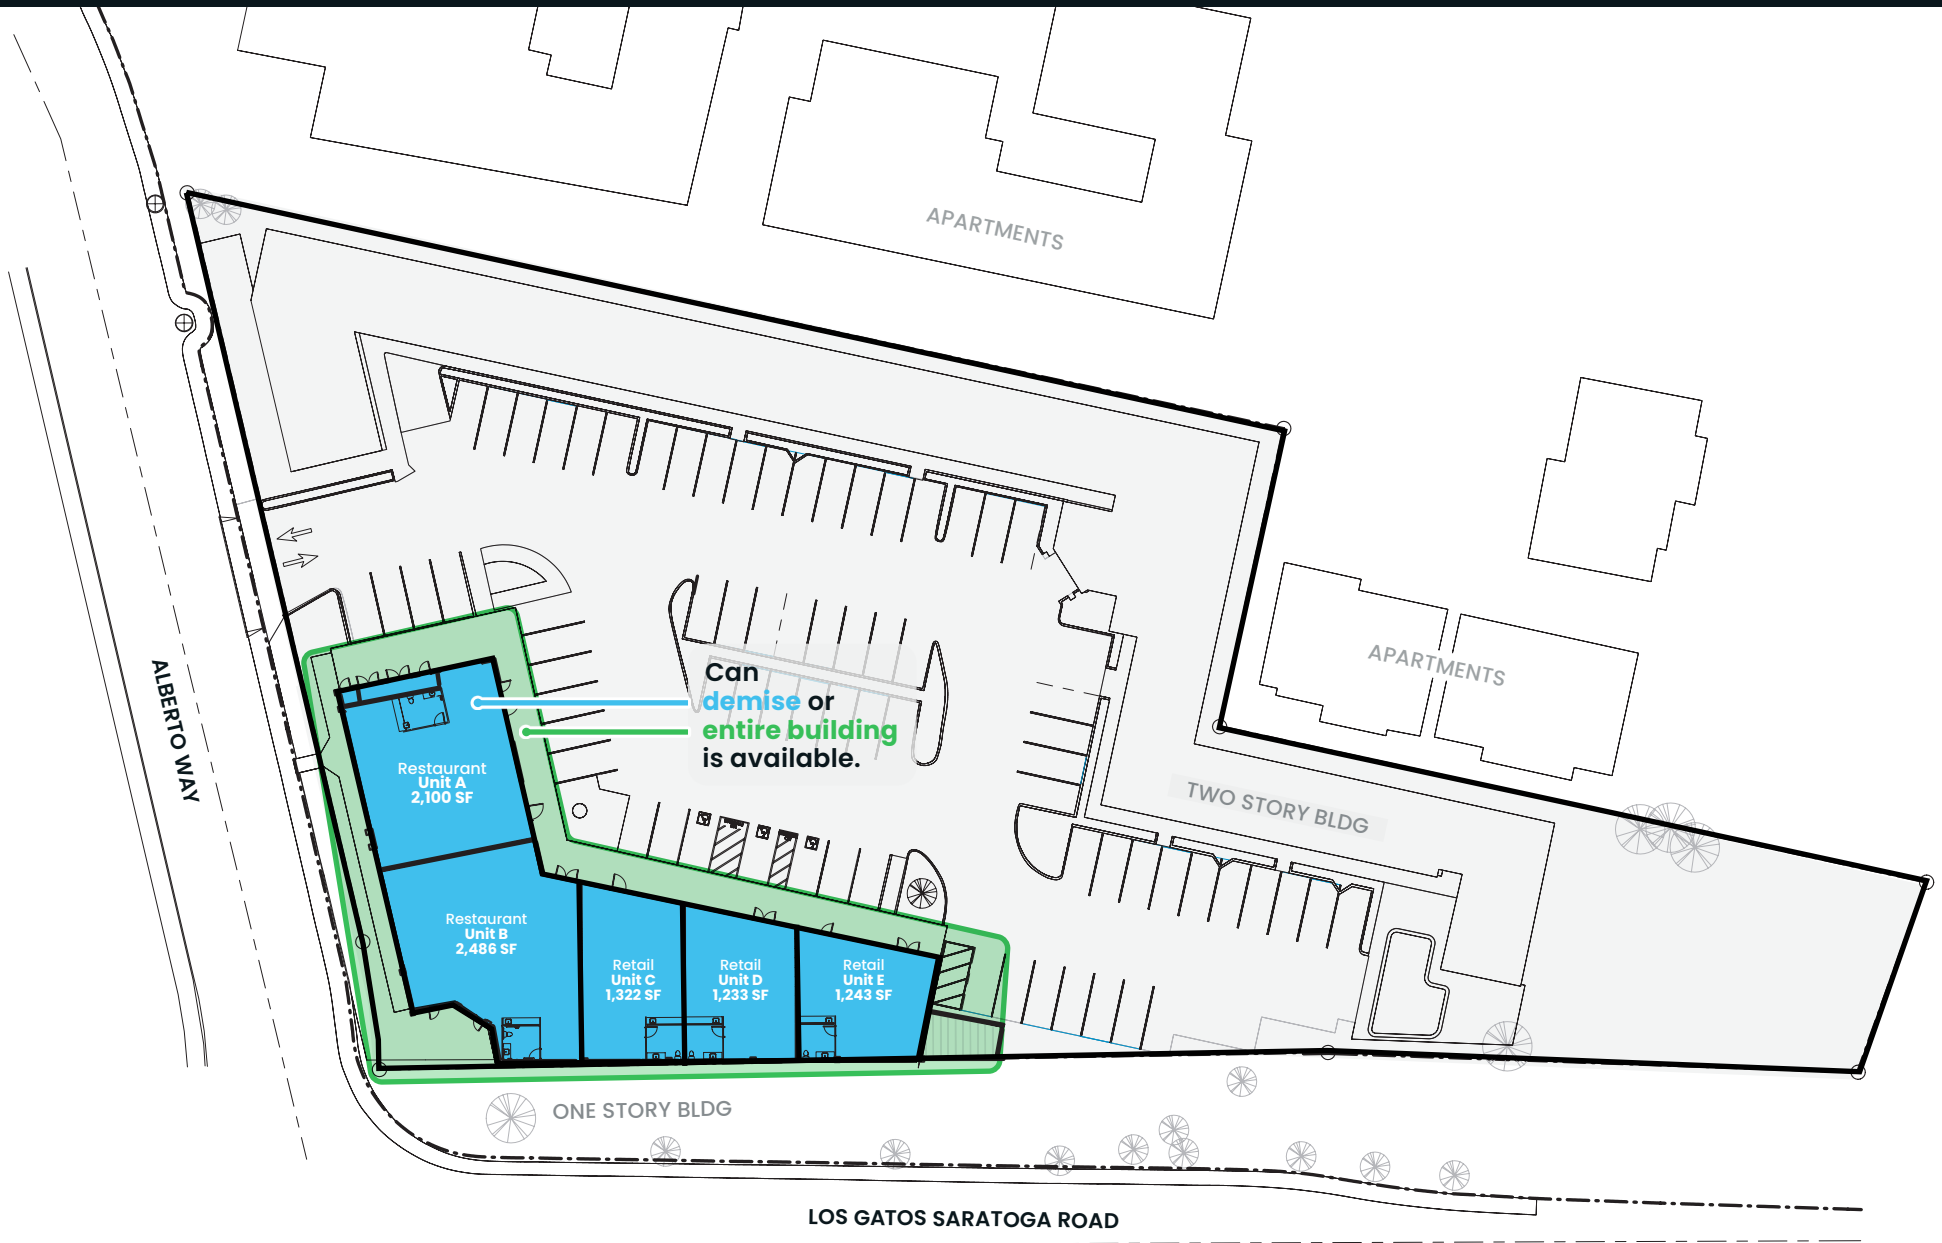 APARTMENTS
APARTMENTS
TWO STORY BLDG
ALBERTO WAY
Can
demise or
entire building
is available.
Restaurant
Unit A
2,100 SF
Restaurant
Unit B
2,486 SF
Retail
Unit C
1,322 SF
Retail
Unit D
1,233 SF
Retail
Unit E
1,243 SF
ONE STORY BLDG
LOS GATOS SARATOGA ROAD